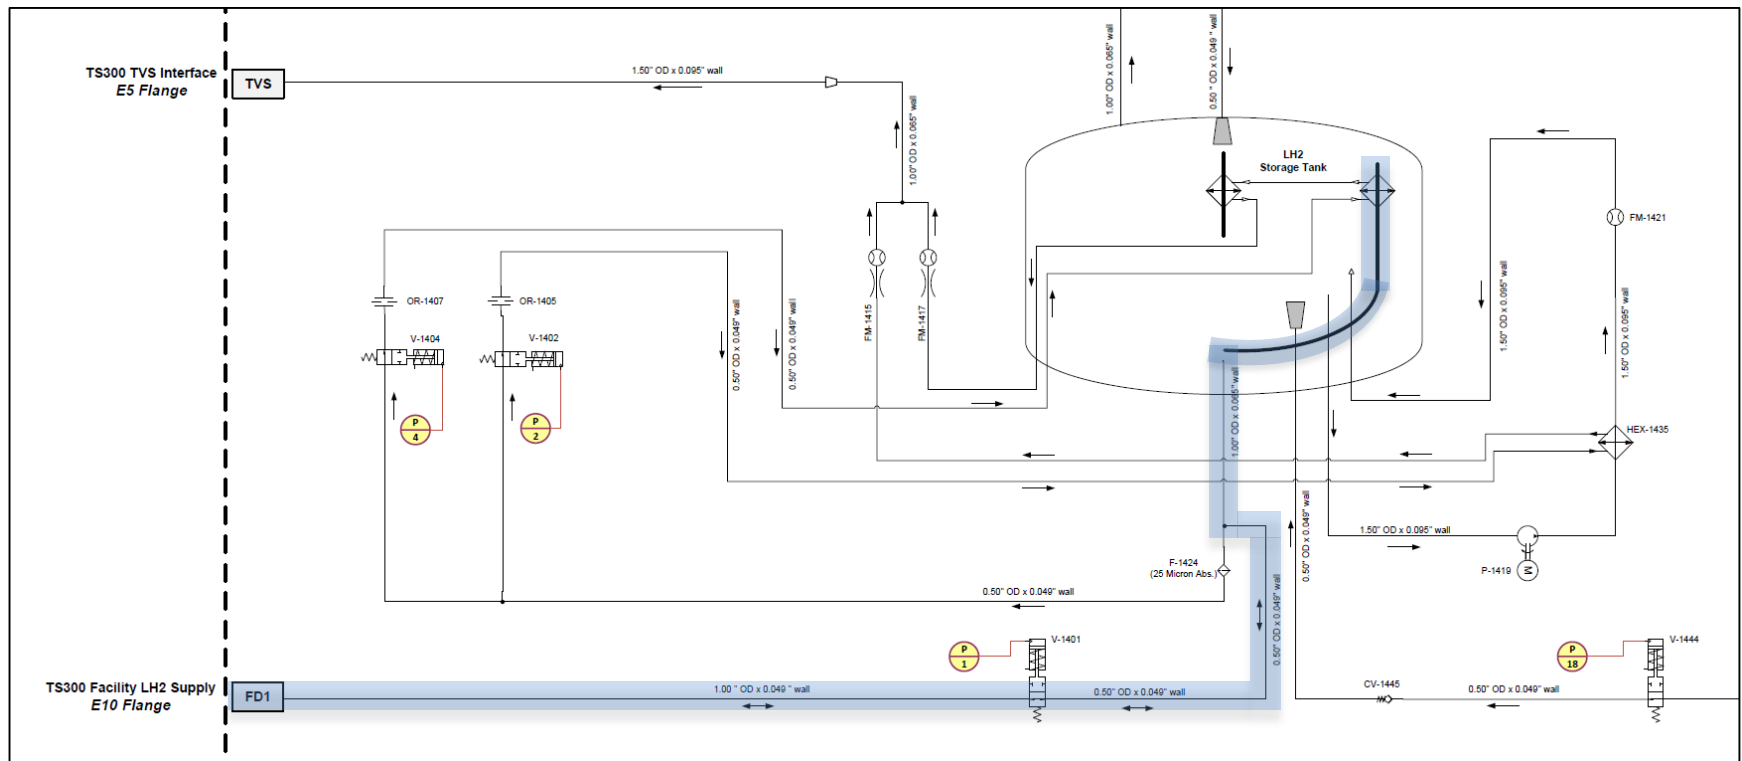 TS300 TVS Interface
E5 Flange
TVS
1.50" OD x 0.095" wall
1.00" OD x 0.065" wall
1.00" OD x 0.065" wall
0.50 " OD x 0.049 " wall
LH2
Storage Tank
FM-1421
OR-1407
OR-1405
V-1404
V-1402
P
4
P
2
0.50" OD x 0.049" wall
0.50" OD x 0.049" wall
FM-1415
FM-1417
1.50" OD x 0.095" wall
1.50" OD x 0.095" wall
1.00" OD x 0.065" wall
HEX-1435
0.50" OD x 0.049" wall
1.50" OD x 0.095" wall
P-1419
M
F-1424
(25 Micron Abs.)
0.50" OD x 0.049" wall
0.50" OD x 0.049" wall
P
1
V-1401
P
18
V-1444
TS300 Facility LH2 Supply
E10 Flange
FD1
1.00 " OD x 0.049 " wall
0.50" OD x 0.049" wall
CV-1445
0.50" OD x 0.049" wall